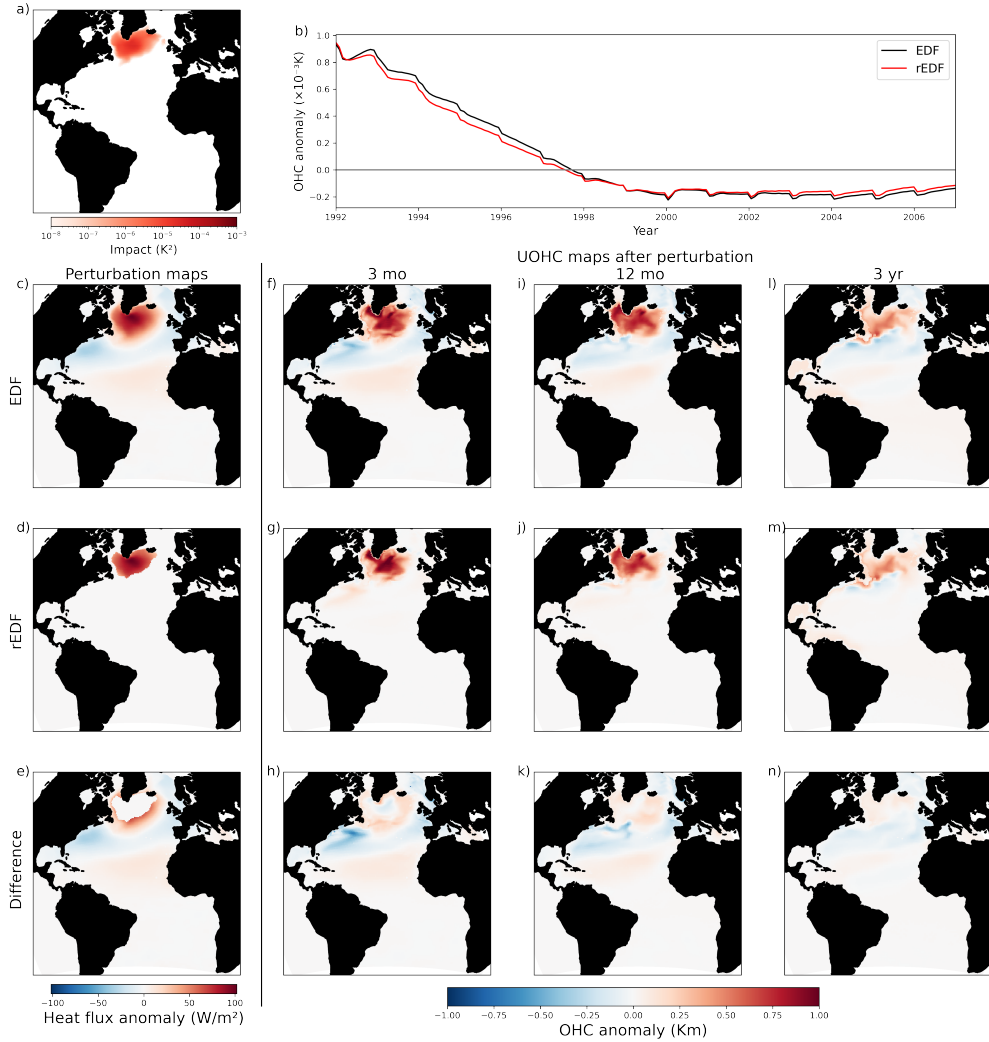 a)
10⁻⁸ 10⁻⁷ 10⁻⁶ 10⁻⁵ 10⁻⁴ 10⁻³
Impact (K²)
b)
OHC anomaly (×10⁻³K)
1.0
0.8
0.6
0.4
0.2
0.0
−0.2
EDF
rEDF
1992 1994 1996 1998 2000 2002 2004 2006
Year
UOHC maps after perturbation
Perturbation maps 3 mo 12 mo 3 yr
c) f) i) l)
EDF
d) g) j) m)
rEDF
e) h) k) n)
Difference
−100 −50 0 50 100
Heat flux anomaly (W/m²)
−1.00 −0.75 −0.50 −0.25 0.00 0.25 0.50 0.75 1.00
OHC anomaly (Km)